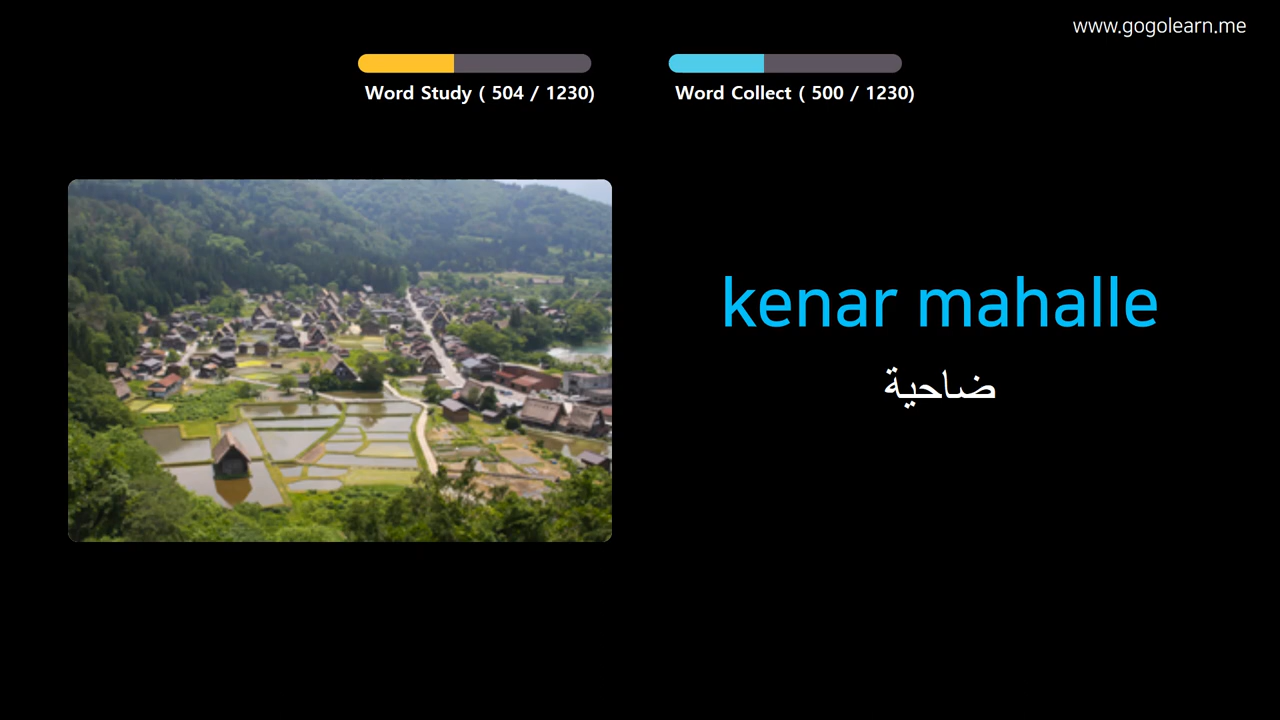 www.gogolearn.me
Word Study ( 504 / 1230)
Word Collect ( 500 / 1230)
kenar mahalle
ضاحية